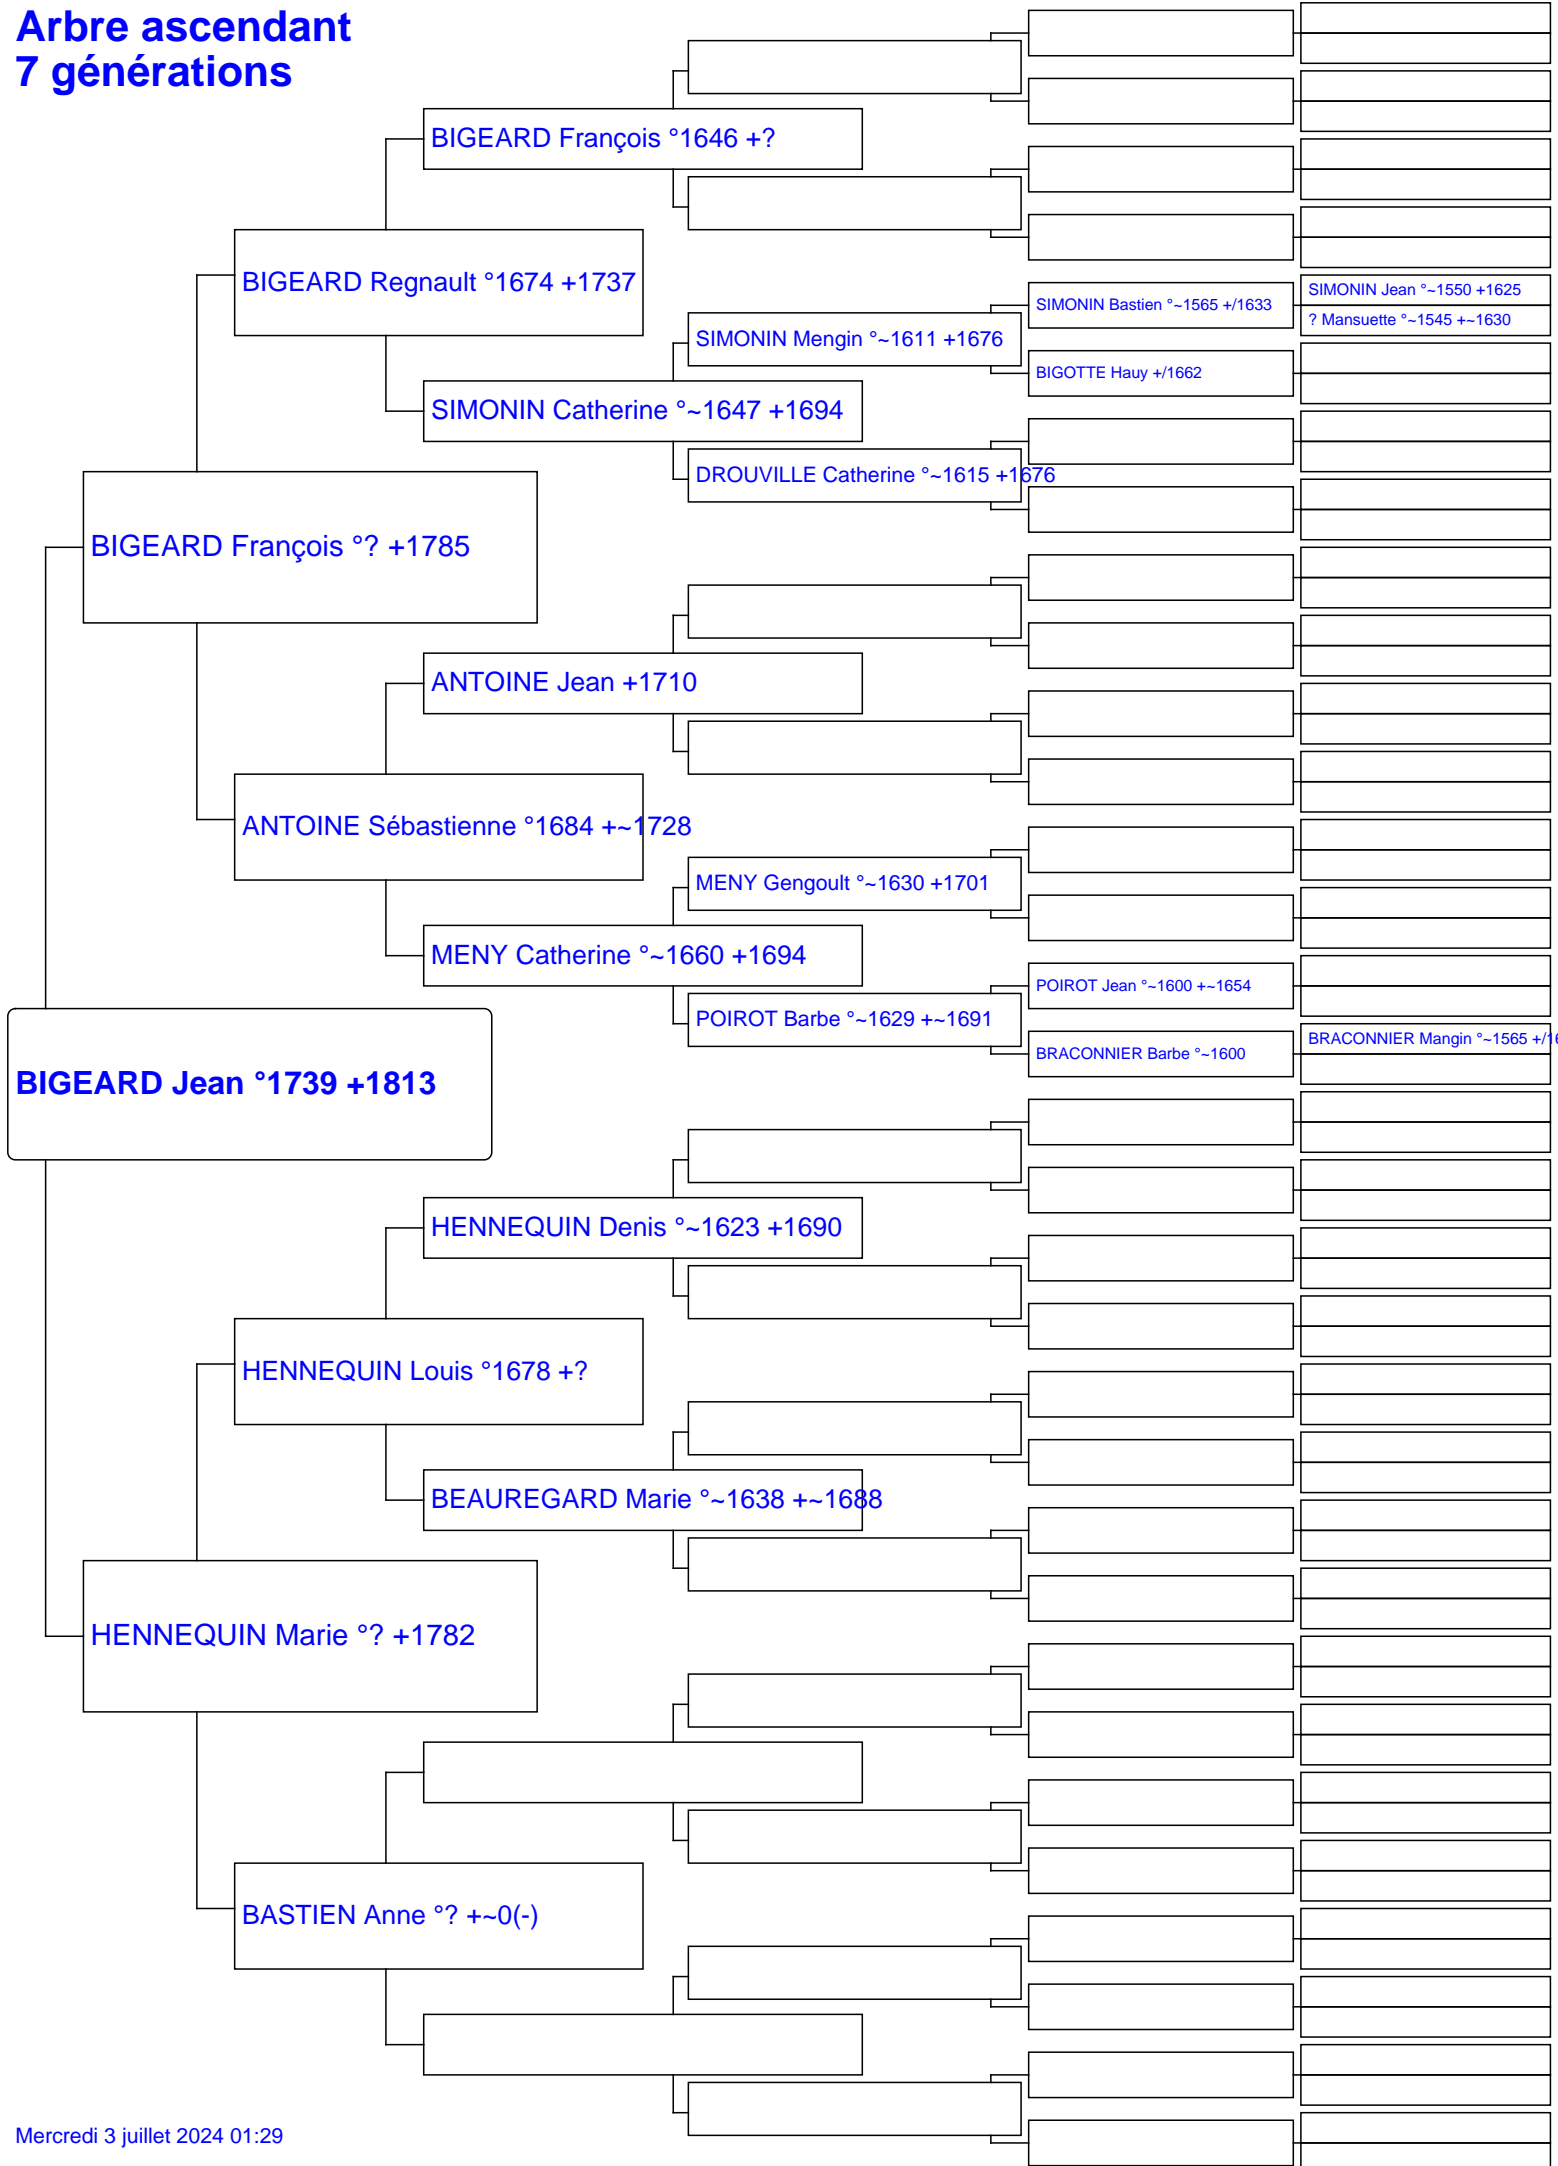 Arbre ascendant
7 générations
BIGEARD François °1646 +?
BIGEARD Regnault °1674 +1737
SIMONIN Jean °~1550 +1625
SIMONIN Bastien °~1565 +/1633
? Mansuette °~1545 +~1630
SIMONIN Mengin °~1611 +1676
BIGOTTE Hauy +/1662
SIMONIN Catherine °~1647 +1694
DROUVILLE Catherine °~1615 +1676
BIGEARD François °? +1785
ANTOINE Jean +1710
ANTOINE Sébastienne °1684 +~1728
MENY Gengoult °~1630 +1701
MENY Catherine °~1660 +1694
POIROT Jean °~1600 +~1654
POIROT Barbe °~1629 +~1691
BRACONNIER Mangin °~1565
BRACONNIER Barbe °~1600
BIGEARD Jean °1739 +1813
HENNEQUIN Denis °~1623 +1690
HENNEQUIN Louis °1678 +?
BEAUREGARD Marie °~1638 +~1688
HENNEQUIN Marie °? +1782
BASTIEN Anne °? +~0(-)
Mercredi 3 juillet 2024 01:29